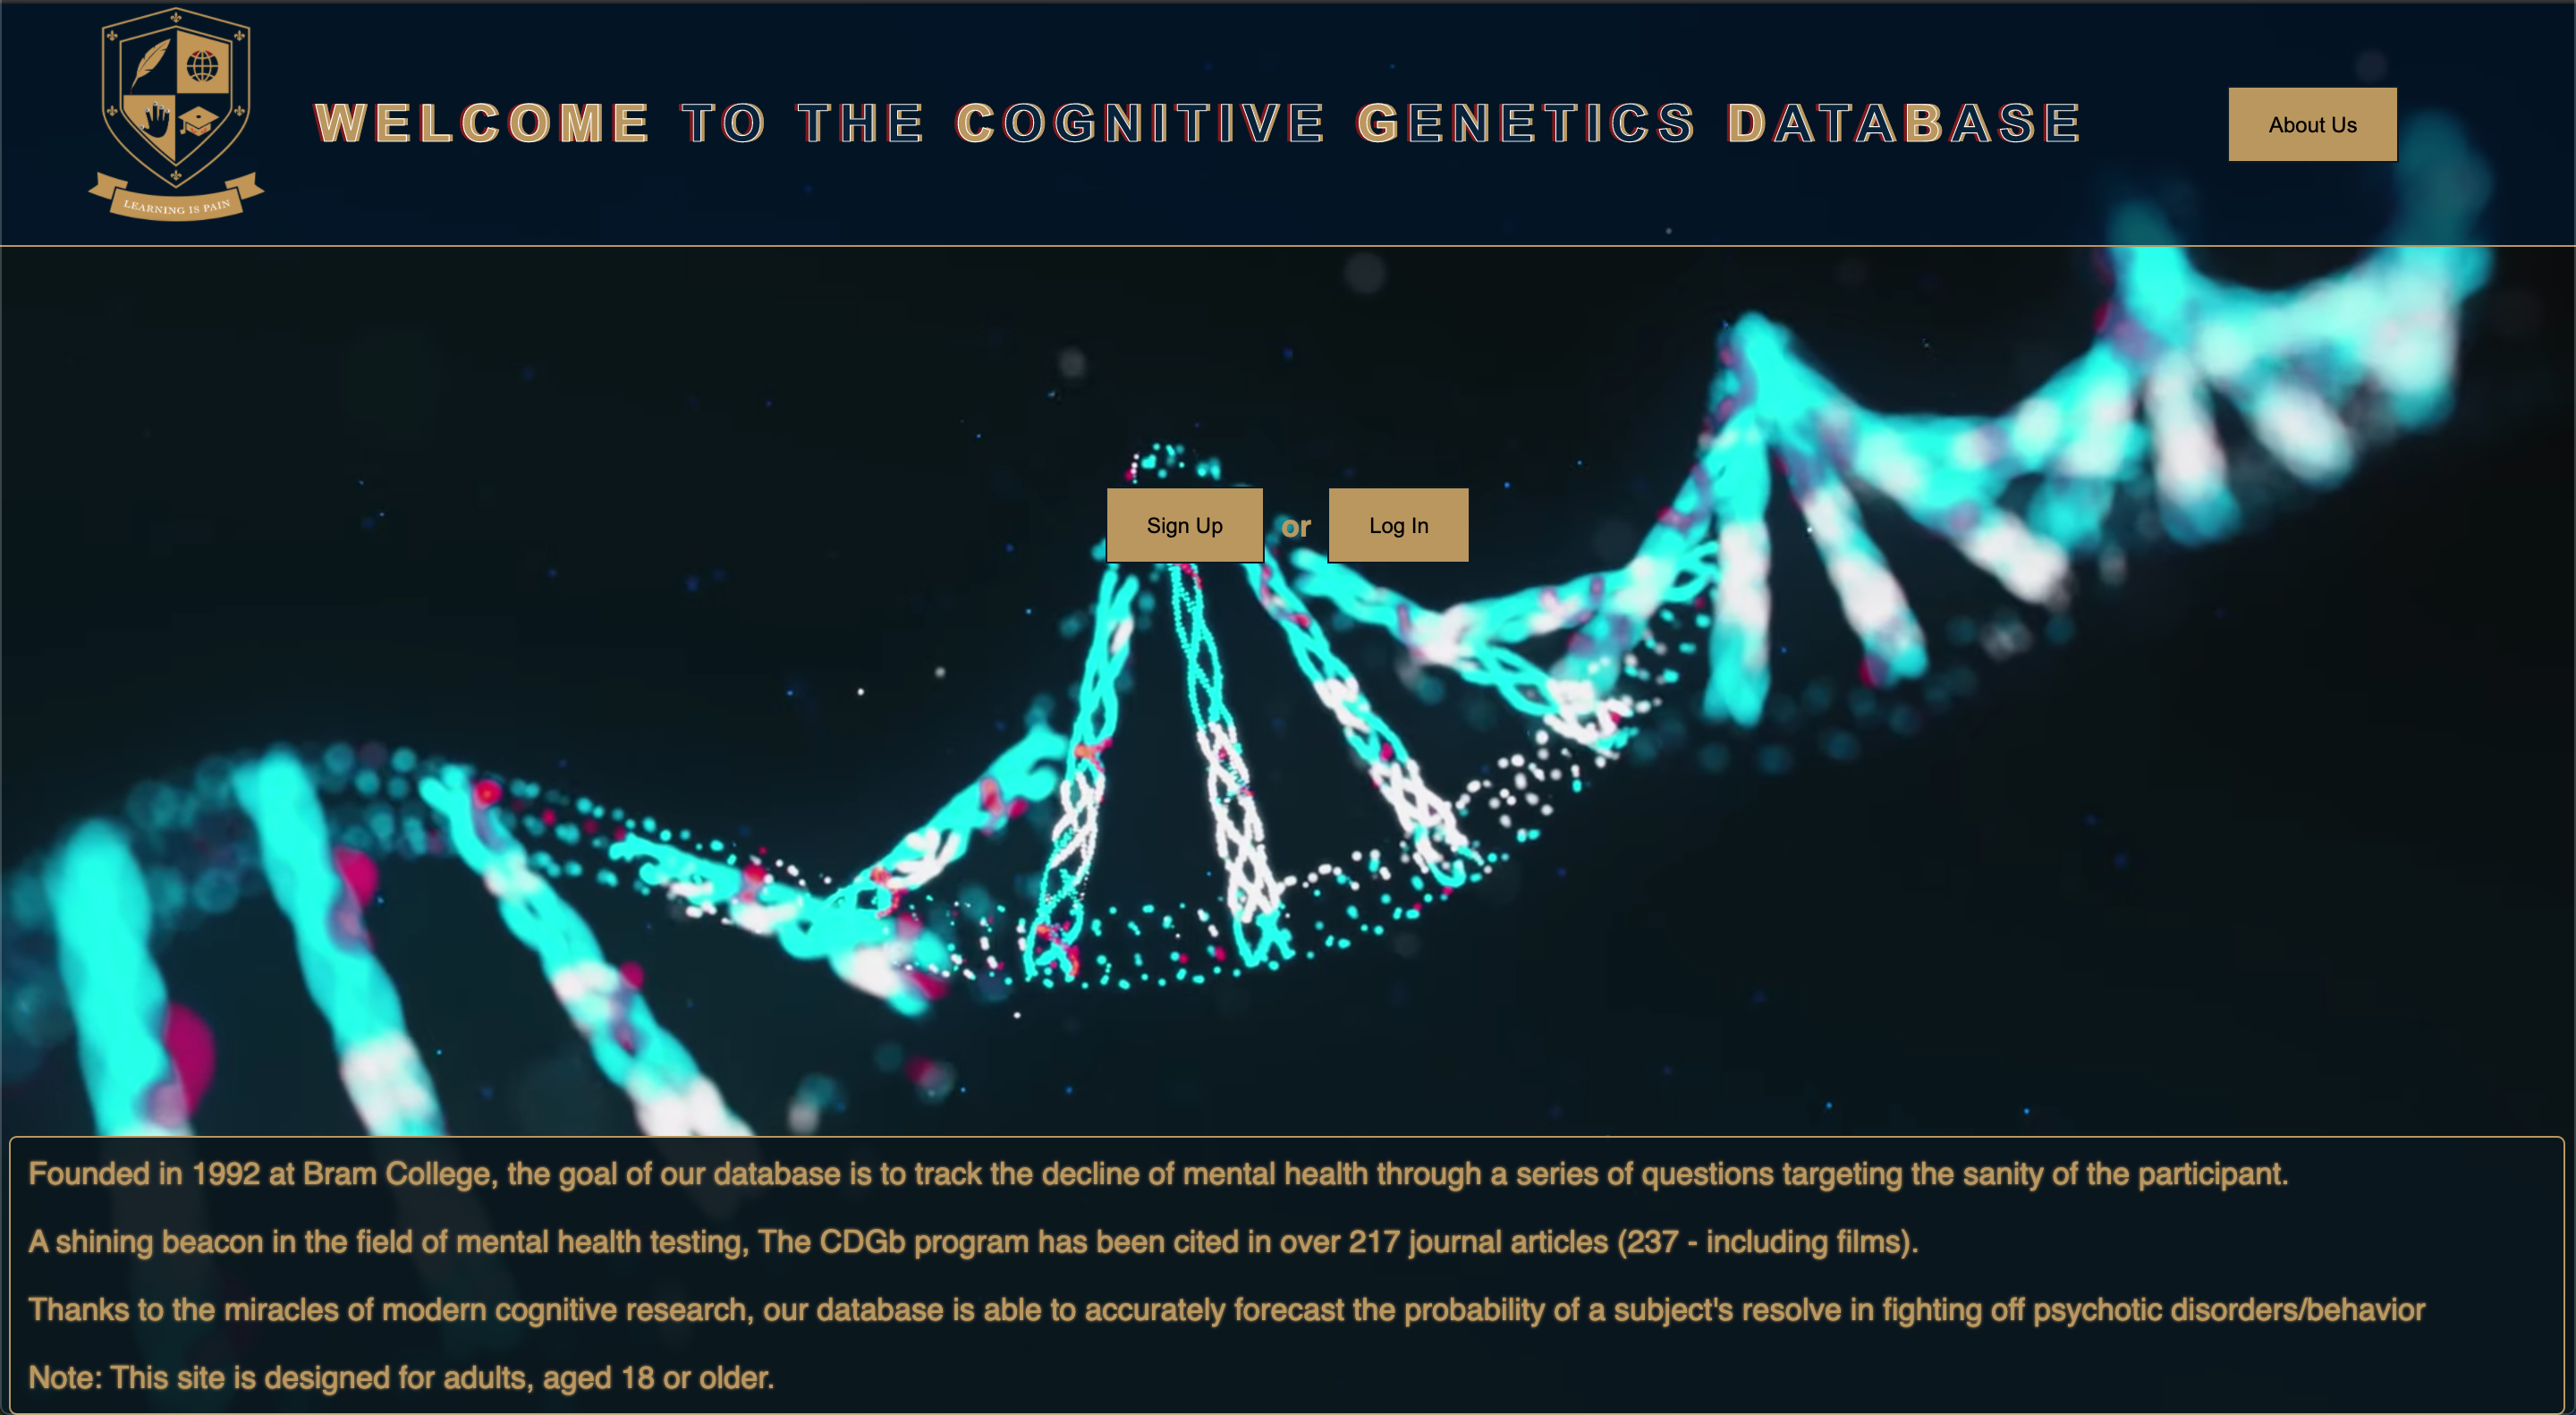 LEARNING IS PAIN
WELCOME TO THE COGNITIVE GENETICS DATABASE
About Us
Sign Up or Log In
Founded in 1992 at Bram College, the goal of our database is to track the decline of mental health through a series of questions targeting the sanity of the participant.
A shining beacon in the field of mental health testing, The CDGb program has been cited in over 217 journal articles (237 - including films).
Thanks to the miracles of modern cognitive research, our database is able to accurately forecast the probability of a subject's resolve in fighting off psychotic disorders/behavior
Note: This site is designed for adults, aged 18 or older.